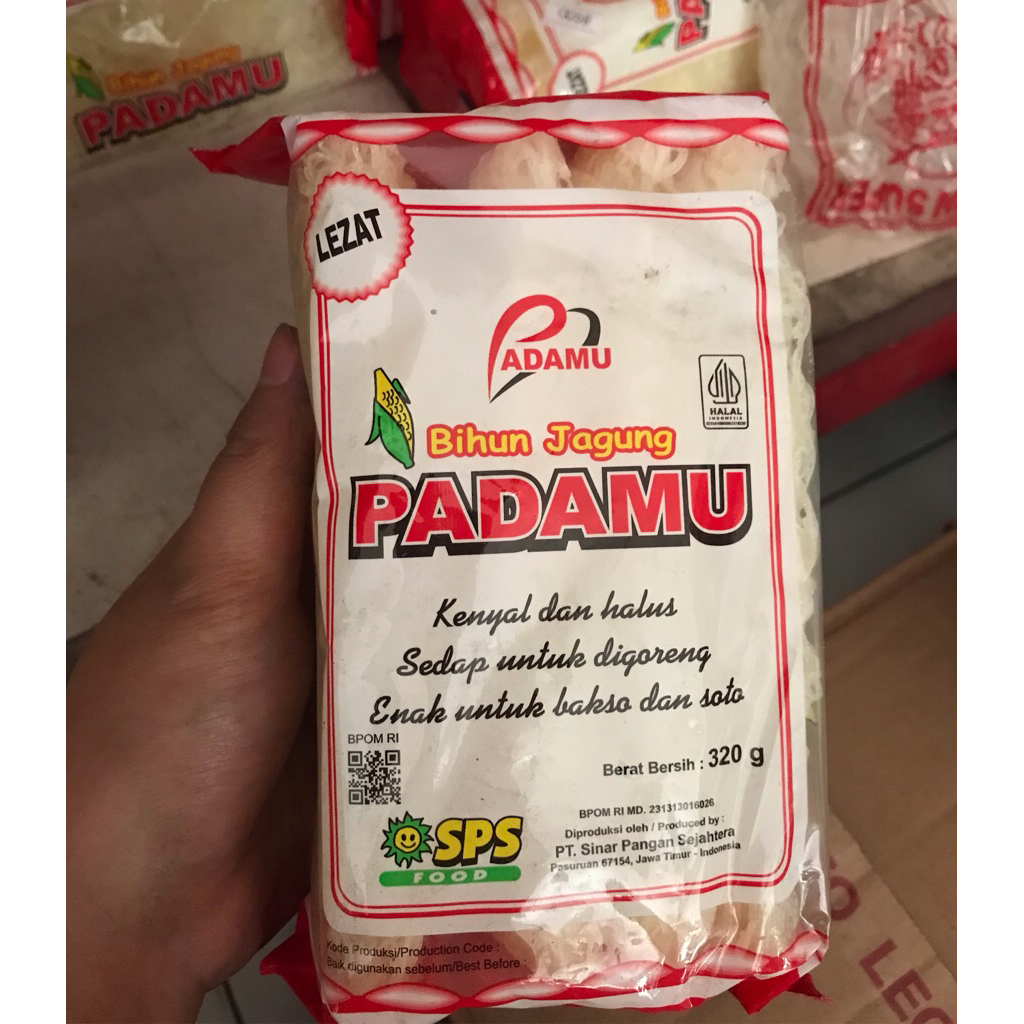 Bihun Jagung
PADAMU
LEZAT
PADAMU
HALAL
INDONESIA
Bihun Jagung
PADAMU
Kenyal dan halus
Sedap untuk digoreng
Enak untuk bakso dan soto
BPOM RI
Berat Bersih : 320 g
BPOM RI MD. 231313016026
Diproduksi oleh / Produced by :
PT. Sinar Pangan Sejahtera
Pasuruan 67154, Jawa Timur - Indonesia
SPS
FOOD
Kode Produksi/Production Code :
Baik digunakan sebelum/Best Before :